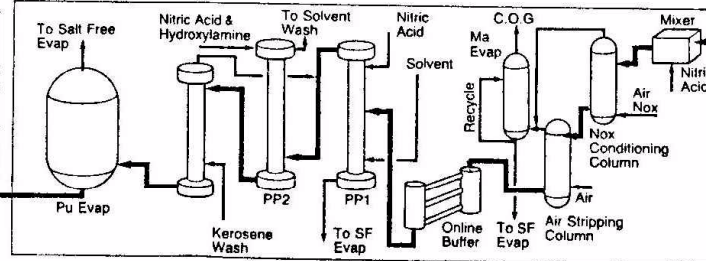 To Salt Free
Evap
Pu Evap
Nitric Acid &
Hydroxylamine
Kerosene
Wash
To Solvent
Wash
PP2
Nitric
Acid
Solvent
PP1
To SF
Evap
Online
Buffer
C.O.G
Ma
Evap
Recycle
To SF
Evap
Mixer
Nitric
Acid
Air
Nox
Nox
Conditioning
Column
Air
Air Stripping
Column